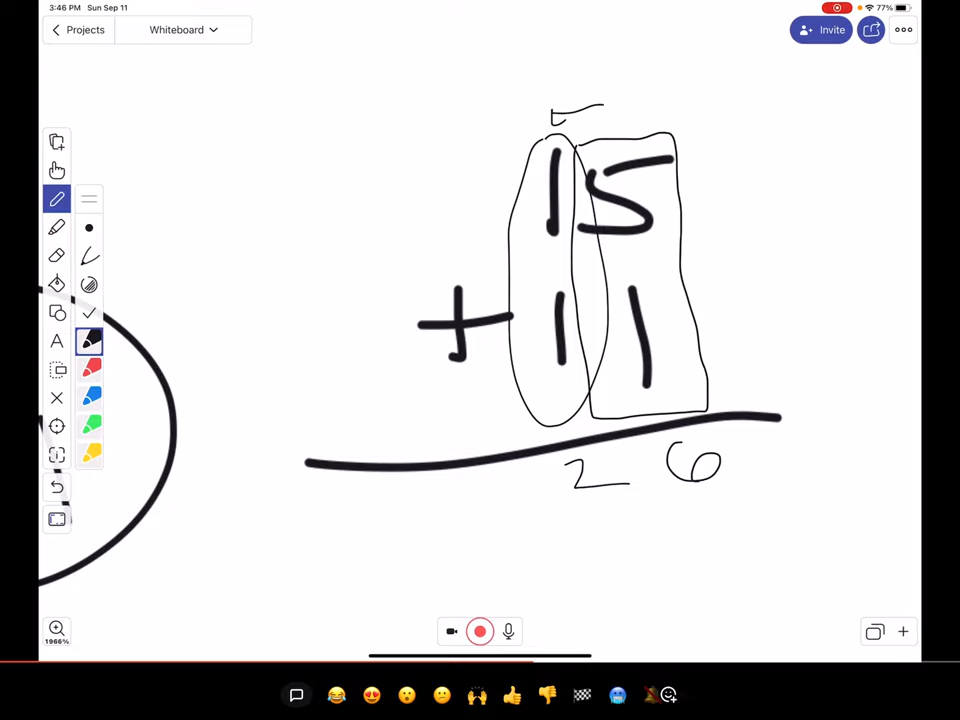 3:46 PM Sun Sep 11
77%
Projects
Whiteboard
Invite
15
+ 11
26
A
1966%